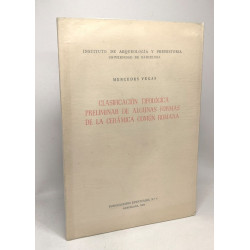 INSTITUTO DE ARQUEOLOGÍA Y PREHISTORIA
UNIVERSIDAD DE BARCELONA
MERCEDES VEGAS
CLASIFICACIÓN TIPOLÓGICA
PRELIMINAR DE ALGUNAS FORMAS
DE LA CERÁMICA COMÚN ROMANA
BARCELONA